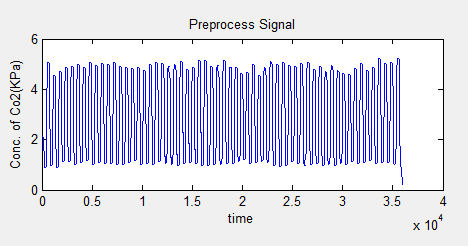 Preprocess Signal
Conc. of Co2(KPa)
6
4
2
0
0 0.5 1 1.5 2 2.5 3 3.5 4
time
x 10^4